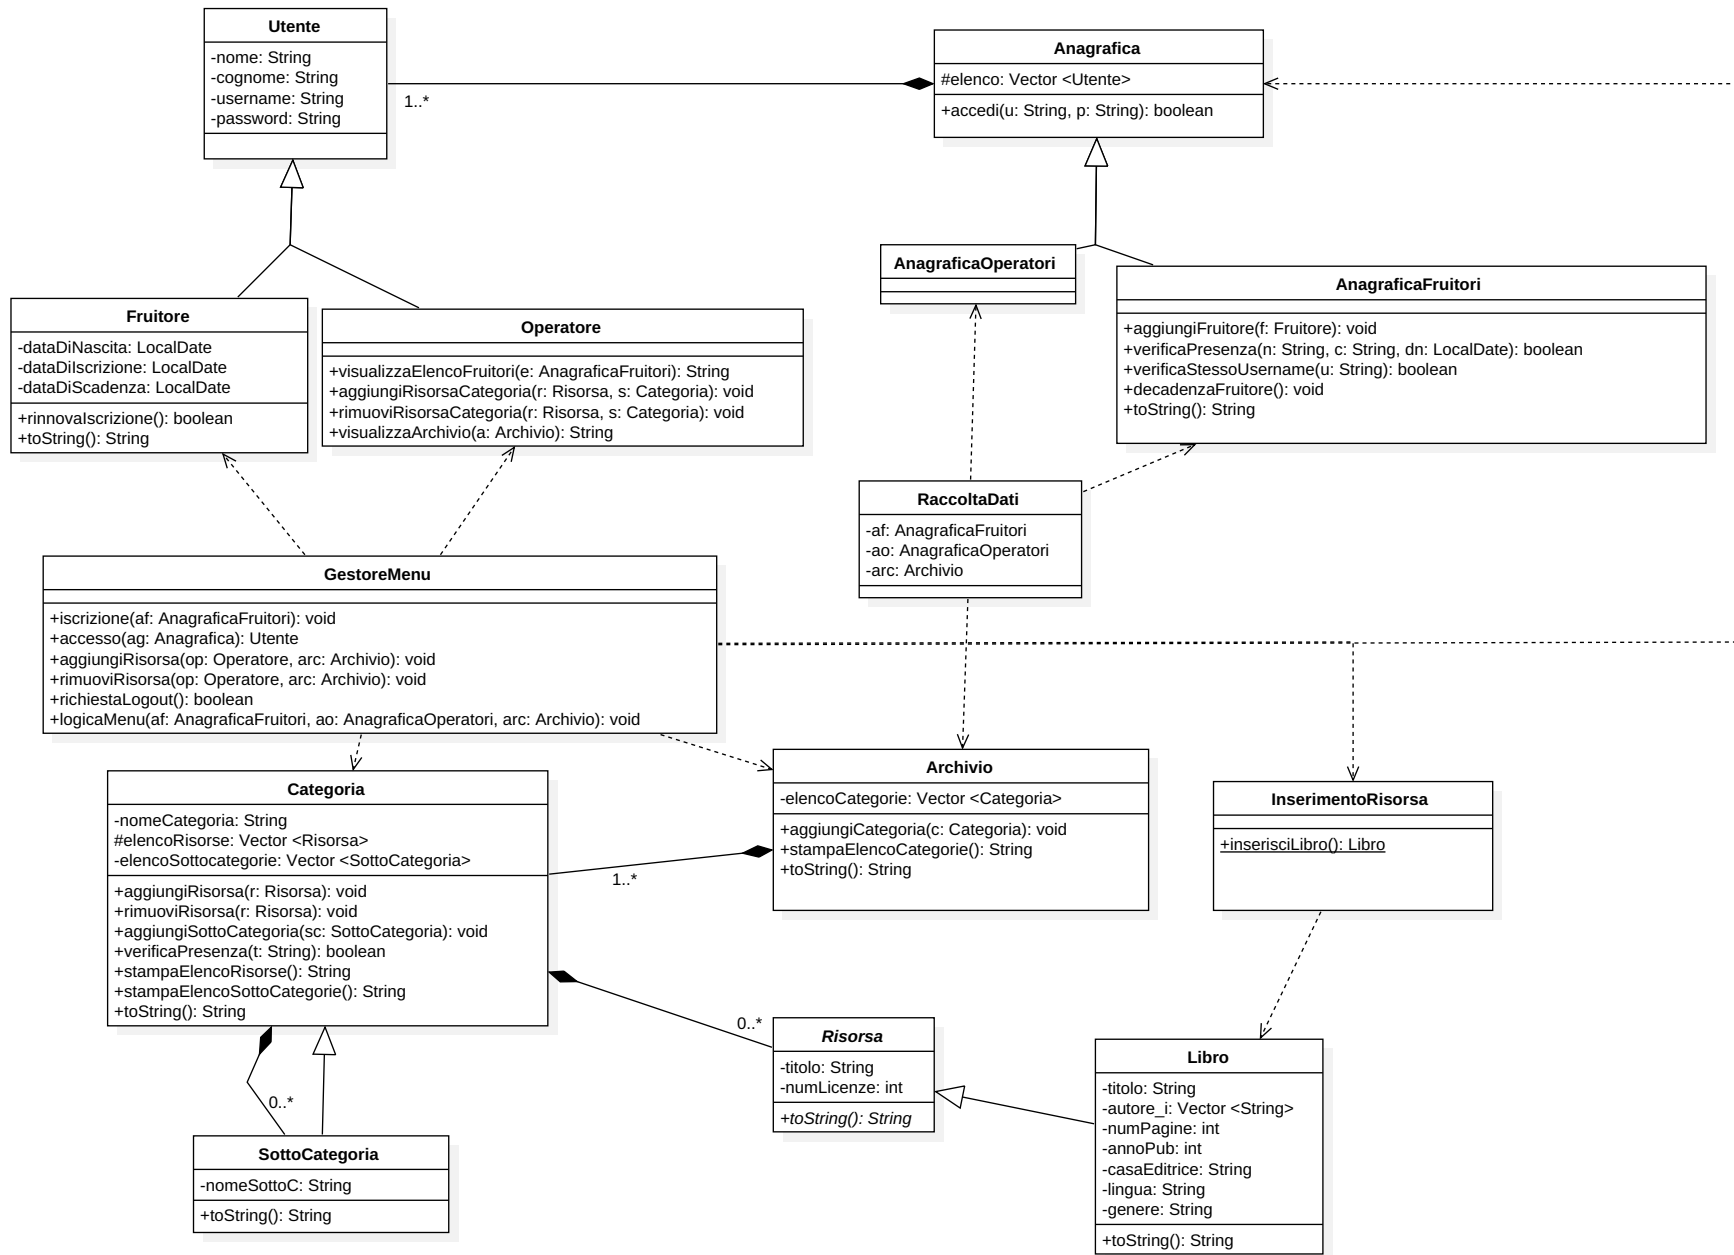 Utente
-nome: String
-cognome: String
-username: String
-password: String
1..*
Anagrafica
#elenco: Vector <Utente>
+accedi(u: String, p: String): boolean
AnagraficaOperatori
AnagraficaFruitori
+aggiungiFruitore(f: Fruitore): void
+verificaPresenza(n: String, c: String, dn: LocalDate): boolean
+verificaStessoUsername(u: String): boolean
+decadenzaFruitore(): void
+toString(): String
Fruitore
-dataDiNascita: LocalDate
-dataDiIscrizione: LocalDate
-dataDiScadenza: LocalDate
+rinnovaIscrizione(): boolean
+toString(): String
Operatore
+visualizzaElencoFruitori(e: AnagraficaFruitori): String
+aggiungiRisorsaCategoria(r: Risorsa, s: Categoria): void
+rimuoviRisorsaCategoria(r: Risorsa, s: Categoria): void
+visualizzaArchivio(a: Archivio): String
RaccoltaDati
-af: AnagraficaFruitori
-ao: AnagraficaOperatori
-arc: Archivio
GestoreMenu
+iscrizione(af: AnagraficaFruitori): void
+accesso(ag: Anagrafica): Utente
+aggiungiRisorsa(op: Operatore, arc: Archivio): void
+rimuoviRisorsa(op: Operatore, arc: Archivio): void
+richiestaLogout(): boolean
+logicaMenu(af: AnagraficaFruitori, ao: AnagraficaOperatori, arc: Archivio): void
Categoria
-nomeCategoria: String
#elencoRisorse: Vector <Risorsa>
-elencoSottocategorie: Vector <SottoCategoria>
+aggiungiRisorsa(r: Risorsa): void
+rimuoviRisorsa(r: Risorsa): void
+aggiungiSottoCategoria(sc: SottoCategoria): void
+verificaPresenza(t: String): boolean
+stampaElencoRisorse(): String
+stampaElencoSottoCategorie(): String
+toString(): String
1..*
Archivio
-elencoCategorie: Vector <Categoria>
+aggiungiCategoria(c: Categoria): void
+stampaElencoCategorie(): String
+toString(): String
InserimentoRisorsa
+inserisciLibro(): Libro
0..*
Risorsa
-titolo: String
-numLicenze: int
+toString(): String
Libro
-titolo: String
-autore_i: Vector <String>
-numPagine: int
-annoPub: int
-casaEditrice: String
-lingua: String
-genere: String
+toString(): String
0..*
SottoCategoria
-nomeSottoC: String
+toString(): String